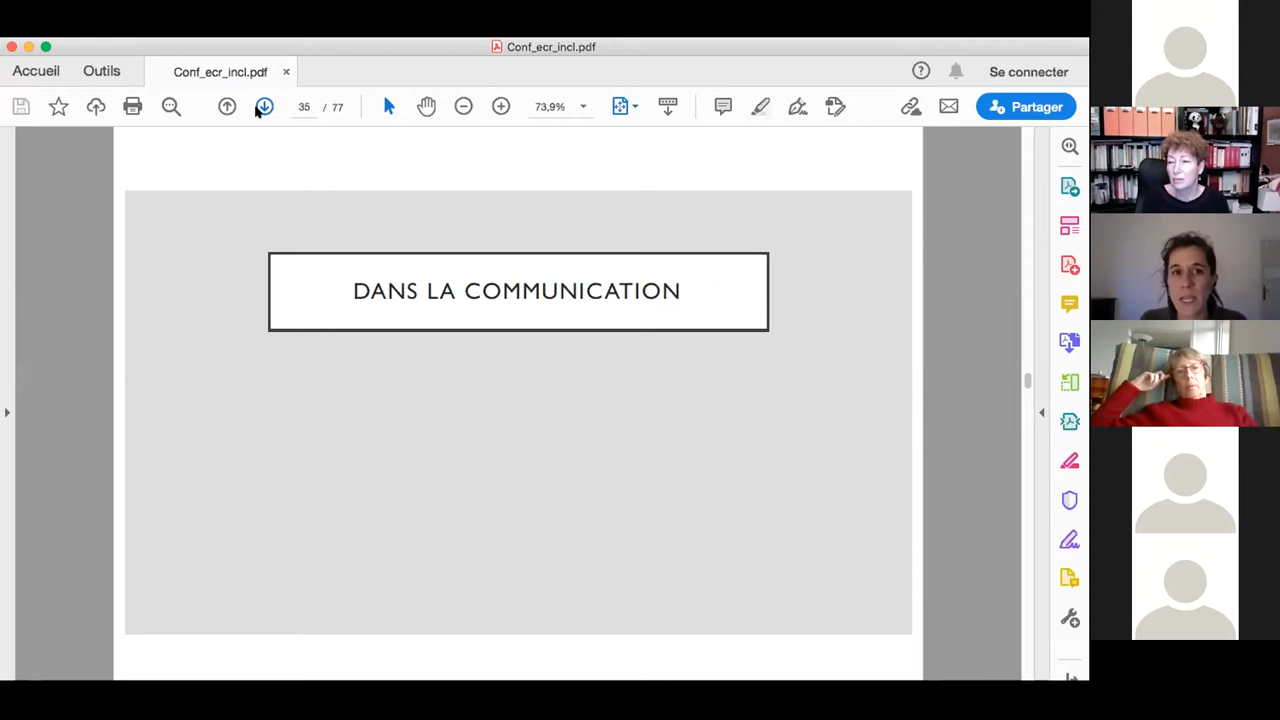 Conf_ecr_incl.pdf
Accueil Outils Conf_ecr_incl.pdf × Se connecter
35 / 77 73,9% Partager
DANS LA COMMUNICATION